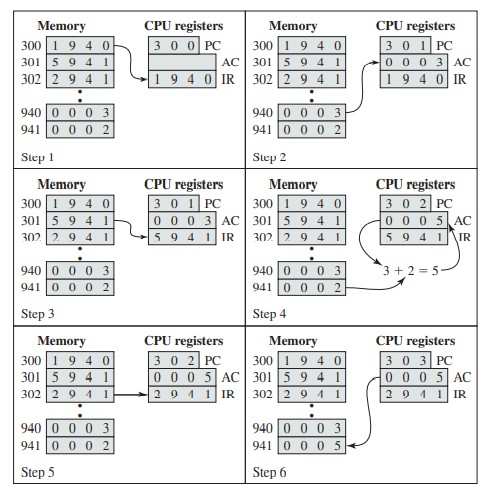 Memory CPU registers
300 1 9 4 0 3 0 0 PC
301 5 9 4 1 AC
302 2 9 4 1 1 9 4 0 IR
940 0 0 0 3
941 0 0 0 2
Step 1
Memory CPU registers
300 1 9 4 0 3 0 1 PC
301 5 9 4 1 0 0 0 3 AC
302 2 9 4 1 1 9 4 0 IR
940 0 0 0 3
941 0 0 0 2
Step 2
Memory CPU registers
300 1 9 4 0 3 0 1 PC
301 5 9 4 1 0 0 0 3 AC
302 2 9 4 1 5 9 4 1 IR
940 0 0 0 3
941 0 0 0 2
Step 3
Memory CPU registers
300 1 9 4 0 3 0 2 PC
301 5 9 4 1 0 0 0 5 AC
302 2 9 4 1 5 9 4 1 IR
940 0 0 0 3 3 + 2 = 5
941 0 0 0 2
Step 4
Memory CPU registers
300 1 9 4 0 3 0 2 PC
301 5 9 4 1 0 0 0 5 AC
302 2 9 4 1 2 9 4 1 IR
940 0 0 0 3
941 0 0 0 2
Step 5
Memory CPU registers
300 1 9 4 0 3 0 3 PC
301 5 9 4 1 0 0 0 5 AC
302 2 9 4 1 2 9 4 1 IR
940 0 0 0 3
941 0 0 0 5
Step 6